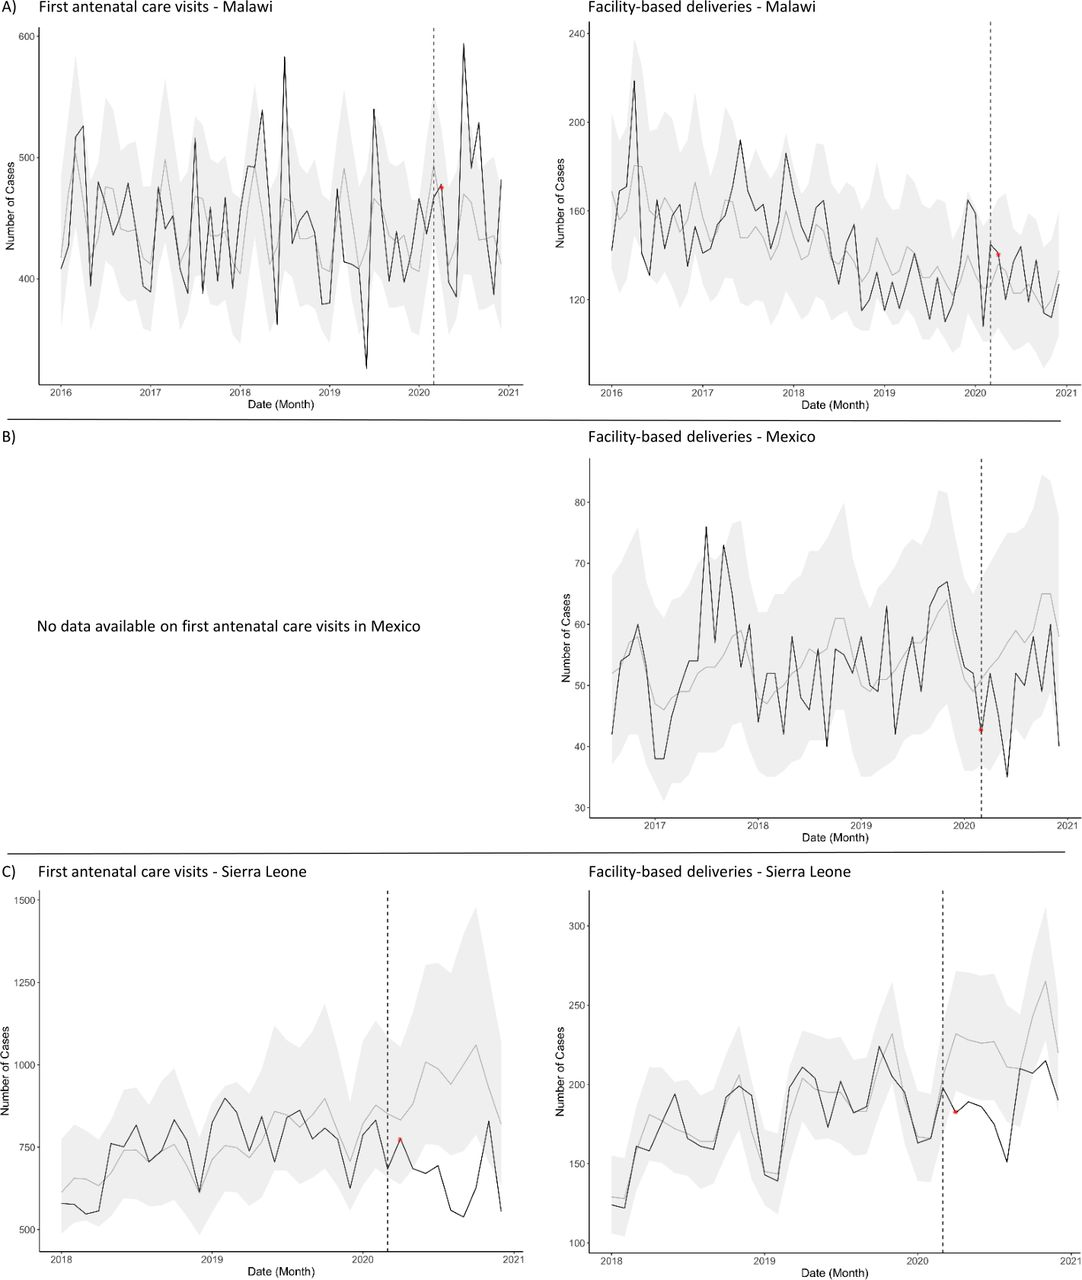 A) First antenatal care visits - Malawi
Facility-based deliveries - Malawi
Number of Cases
600
500
400
2016 2017 2018 2019 2020 2021
Date (Month)
Number of Cases
240
200
160
120
2016 2017 2018 2019 2020 2021
Date (Month)
B)
Facility-based deliveries - Mexico
No data available on first antenatal care visits in Mexico
Number of Cases
80
70
60
50
40
30
2017 2018 2019 2020 2021
Date (Month)
C) First antenatal care visits - Sierra Leone
Facility-based deliveries - Sierra Leone
Number of Cases
1500
1250
1000
750
500
2018 2019 2020 2021
Date (Month)
Number of Cases
300
250
200
150
100
2018 2019 2020 2021
Date (Month)